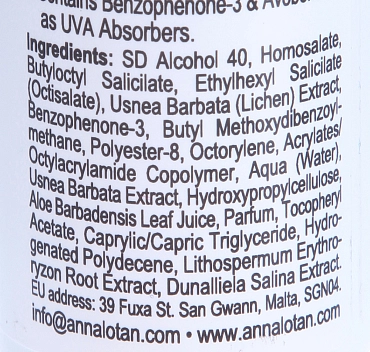 Contains Benzophenone-3 & Avobe
as UVA Absorbers.
Ingredients: SD Alcohol 40, Homosalate,
Butyloctyl Salicilate, Ethylhexyl Salicilate
(Octisalate), Usnea Barbata (Lichen) Extract,
Benzophenone-3, Butyl Methoxydibenzoyl-
methane, Polyester-8, Octorylene, Acrylates/
Octylacrylamide Copolymer, Aqua (Water),
Usnea Barbata Extract, Hydroxypropylcellulose,
Aloe Barbadensis Leaf Juice, Parfum, Tocopheryl
Acetate, Caprylic/Capric Triglyceride, Hydro-
genated Polydecene, Lithospermum Erythro-
ryzon Root Extract, Dunalliela Salina Extract.
EU address: 39 Fuxa St. San Gwann, Malta, SGN04.
info@annalotan.com • www.annalotan.com